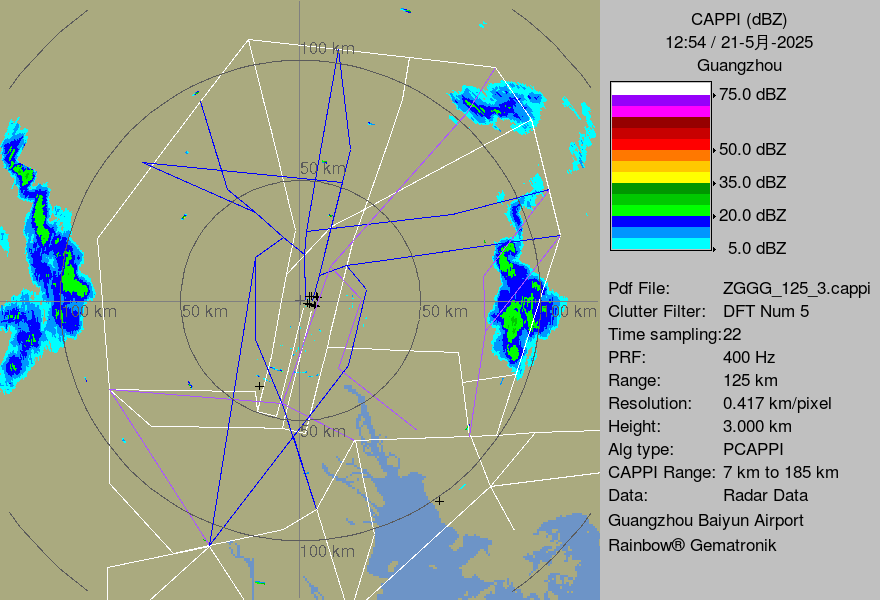 100 km
50 km
100 km
50 km
50 km
100 km
50 km
100 km
CAPPI (dBZ)
12:54 / 21-5月-2025
Guangzhou
75.0 dBZ
50.0 dBZ
35.0 dBZ
20.0 dBZ
5.0 dBZ
Pdf File: ZGGG_125_3.cappi
Clutter Filter: DFT Num 5
Time sampling:22
PRF: 400 Hz
Range: 125 km
Resolution: 0.417 km/pixel
Height: 3.000 km
Alg type: PCAPPI
CAPPI Range: 7 km to 185 km
Data: Radar Data
Guangzhou Baiyun Airport
Rainbow® Gematronik